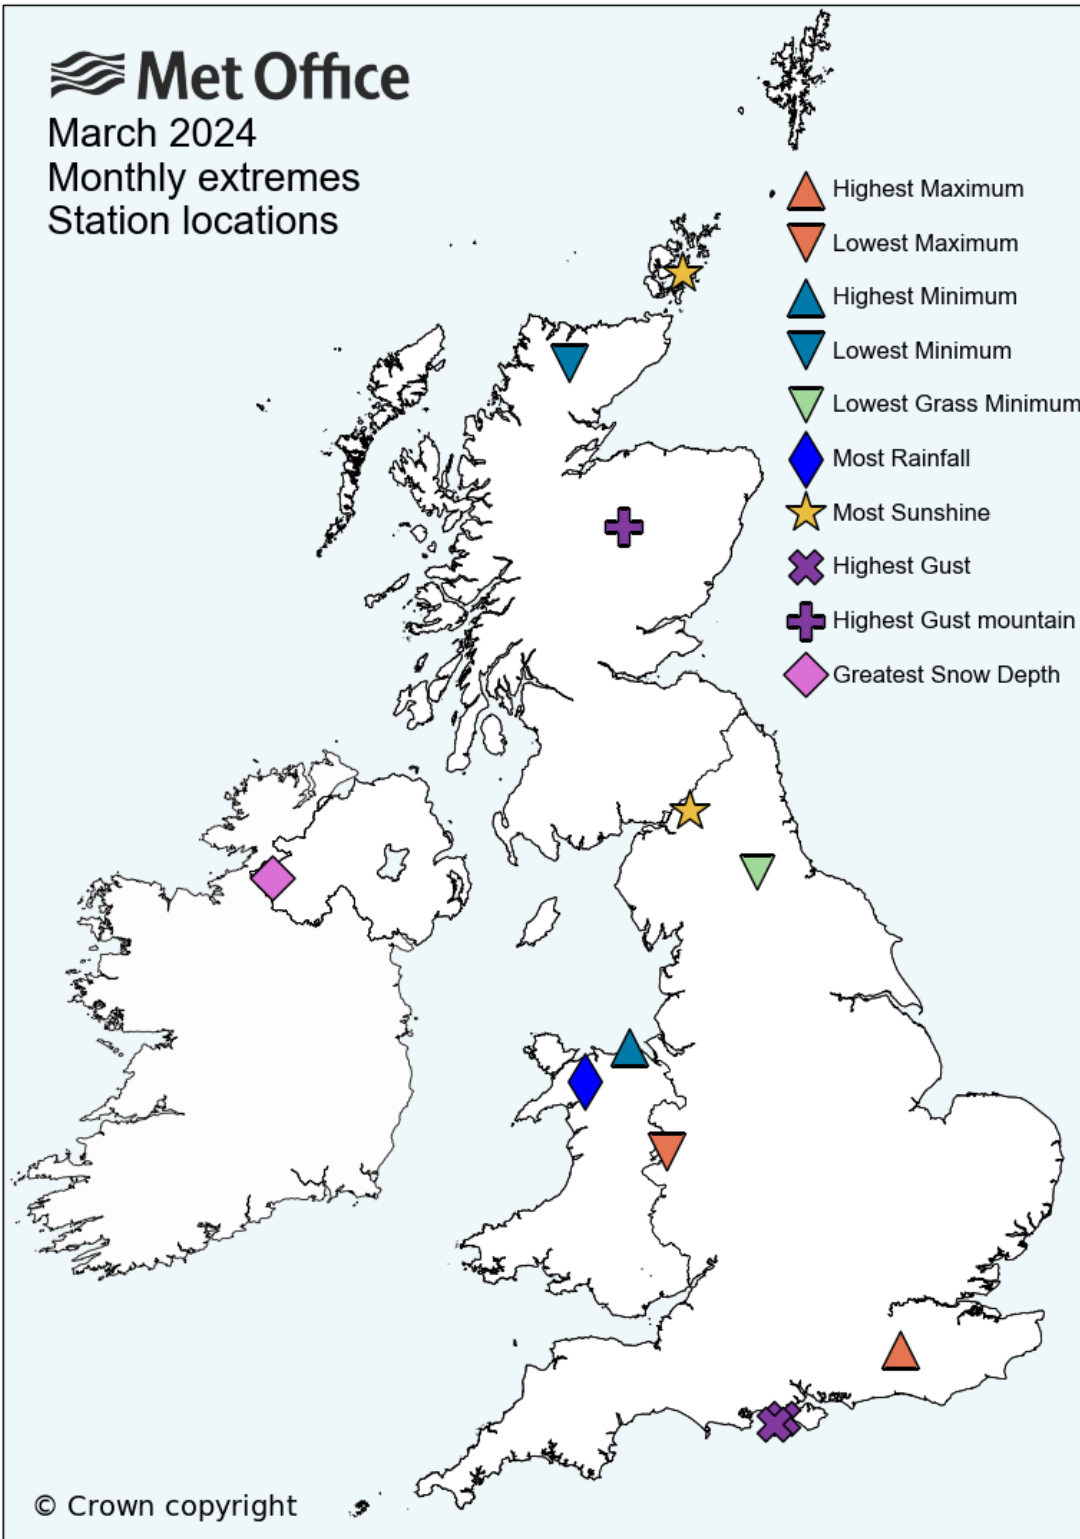 Met Office
March 2024
Monthly extremes
Station locations
Highest Maximum
Lowest Maximum
Highest Minimum
Lowest Minimum
Lowest Grass Minimum
Most Rainfall
Most Sunshine
Highest Gust
Highest Gust mountain
Greatest Snow Depth
© Crown copyright